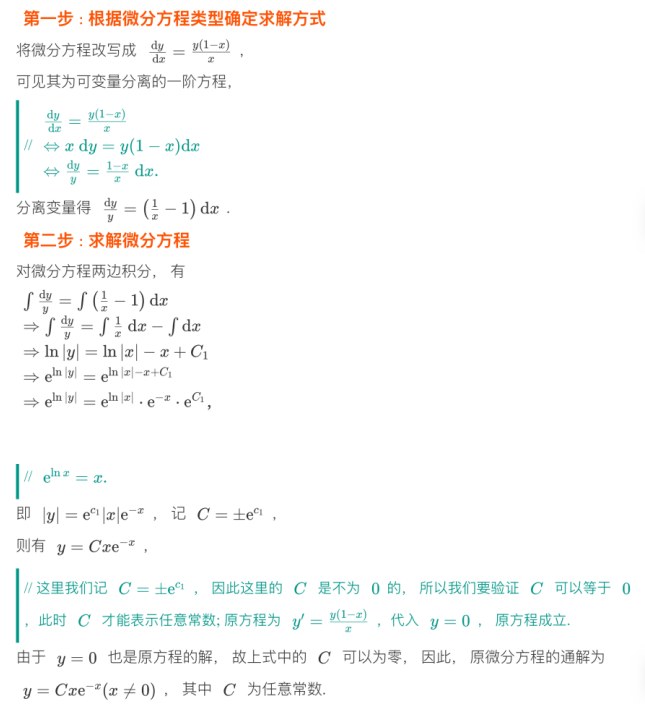 第一步：根据微分方程类型确定求解方式
将微分方程改写成 dy/dx = y(1−x)/x ，
可见其为可变量分离的一阶方程，
dy/dx = y(1−x)/x
// ⇔ x dy = y(1 − x)dx
⇔ dy/y = 1−x/x dx.
分离变量得 dy/y = (1/x − 1) dx .
第二步：求解微分方程
对微分方程两边积分， 有
∫ dy/y = ∫ (1/x − 1) dx
⇒ ∫ dy/y = ∫ 1/x dx − ∫ dx
⇒ ln |y| = ln |x| − x + C₁
⇒ e^{ln |y|} = e^{ln |x|−x+C₁}
⇒ e^{ln |y|} = e^{ln |x|} · e^{−x} · e^{C₁},
// e^{ln x} = x.
即 |y| = e^{c₁}|x|e^{−x} ， 记 C = ±e^{c₁} ，
则有 y = Cxe^{−x} ，
// 这里我们记 C = ±e^{c₁} ， 因此这里的 C 是不为 0 的， 所以我们要验证 C 可以等于 0
，此时 C 才能表示任意常数; 原方程为 y′ = y(1−x)/x ，代入 y = 0 ， 原方程成立.
由于 y = 0 也是原方程的解， 故上式中的 C 可以为零， 因此， 原微分方程的通解为
y = Cxe^{−x}(x ≠ 0) ， 其中 C 为任意常数.